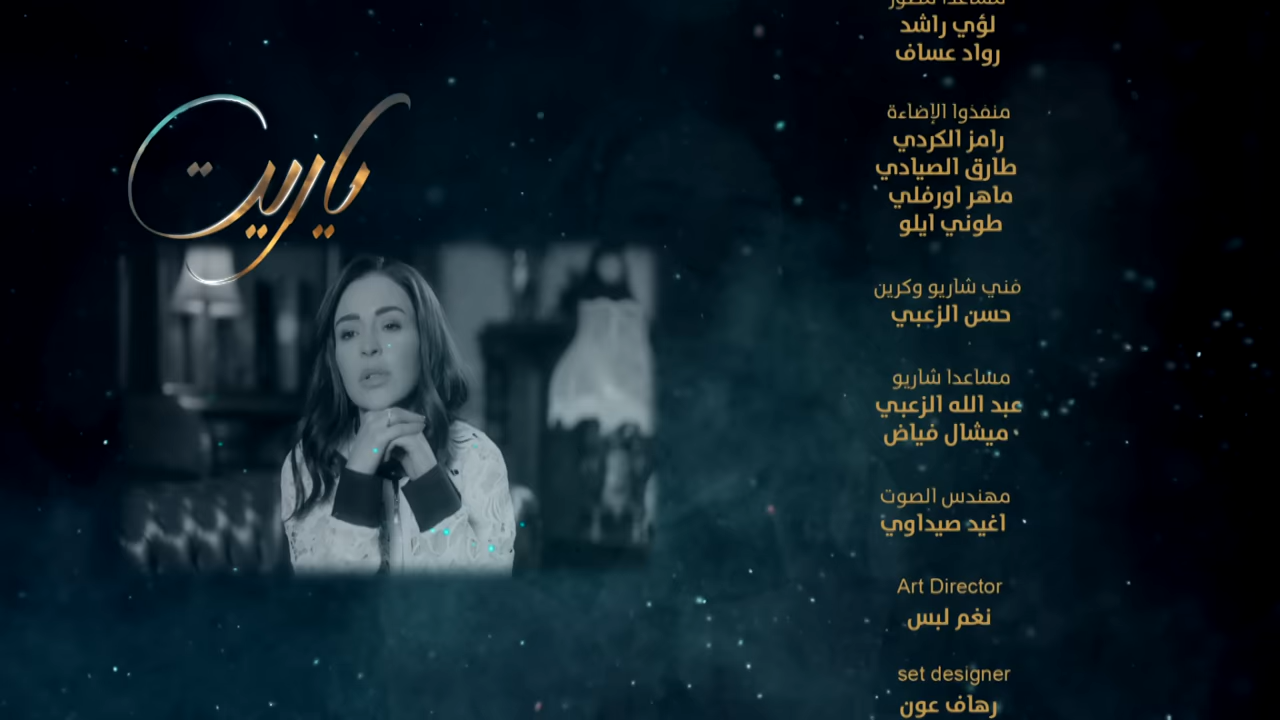 ياريت
مساعدا مصور
لؤي راشد
رواد عساف
منفذوا الإضاءة
رامز الكردي
طارق الصيادي
ماهر اورفلي
طوني ايلو
فني شاريو وكرين
حسن الزعبي
مساعدا شاريو
عبد الله الزعبي
ميشال فياض
مهندس الصوت
اغيد صيداوي
Art Director
نغم لبس
set designer
رهاف عون